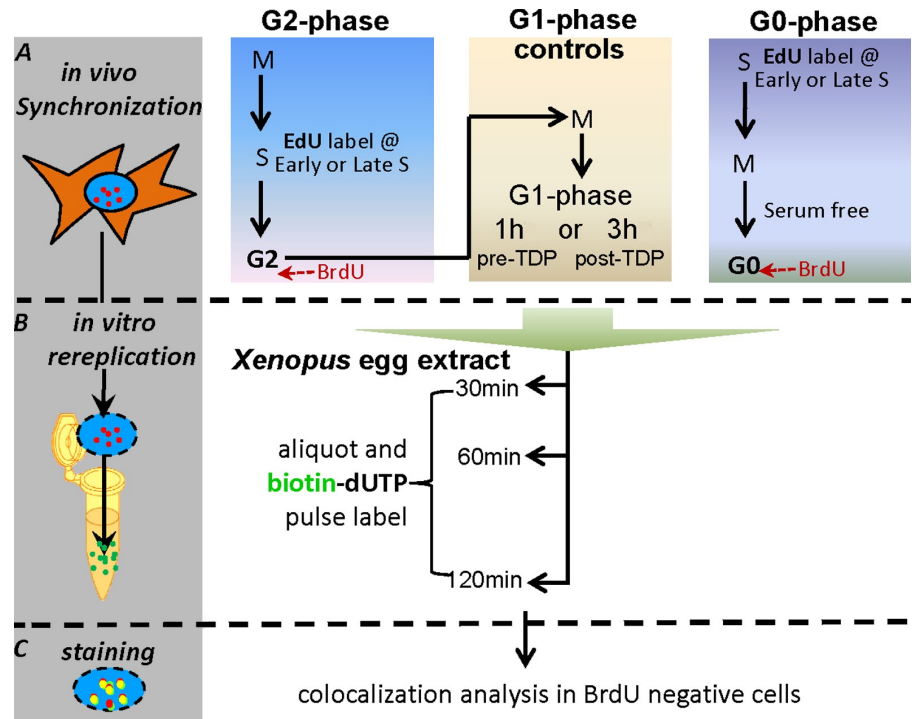 A
in vivo
Synchronization
G2-phase
M
EdU label @
S Early or Late S
G2
BrdU
G1-phase
controls
M
G1-phase
1h or 3h
pre-TDP post-TDP
G0-phase
S EdU label @
Early or Late S
M
Serum free
G0
BrdU
B
in vitro
rereplication
Xenopus egg extract
30min
60min
120min
aliquot and
biotin-dUTP
pulse label
C
staining
colocalization analysis in BrdU negative cells